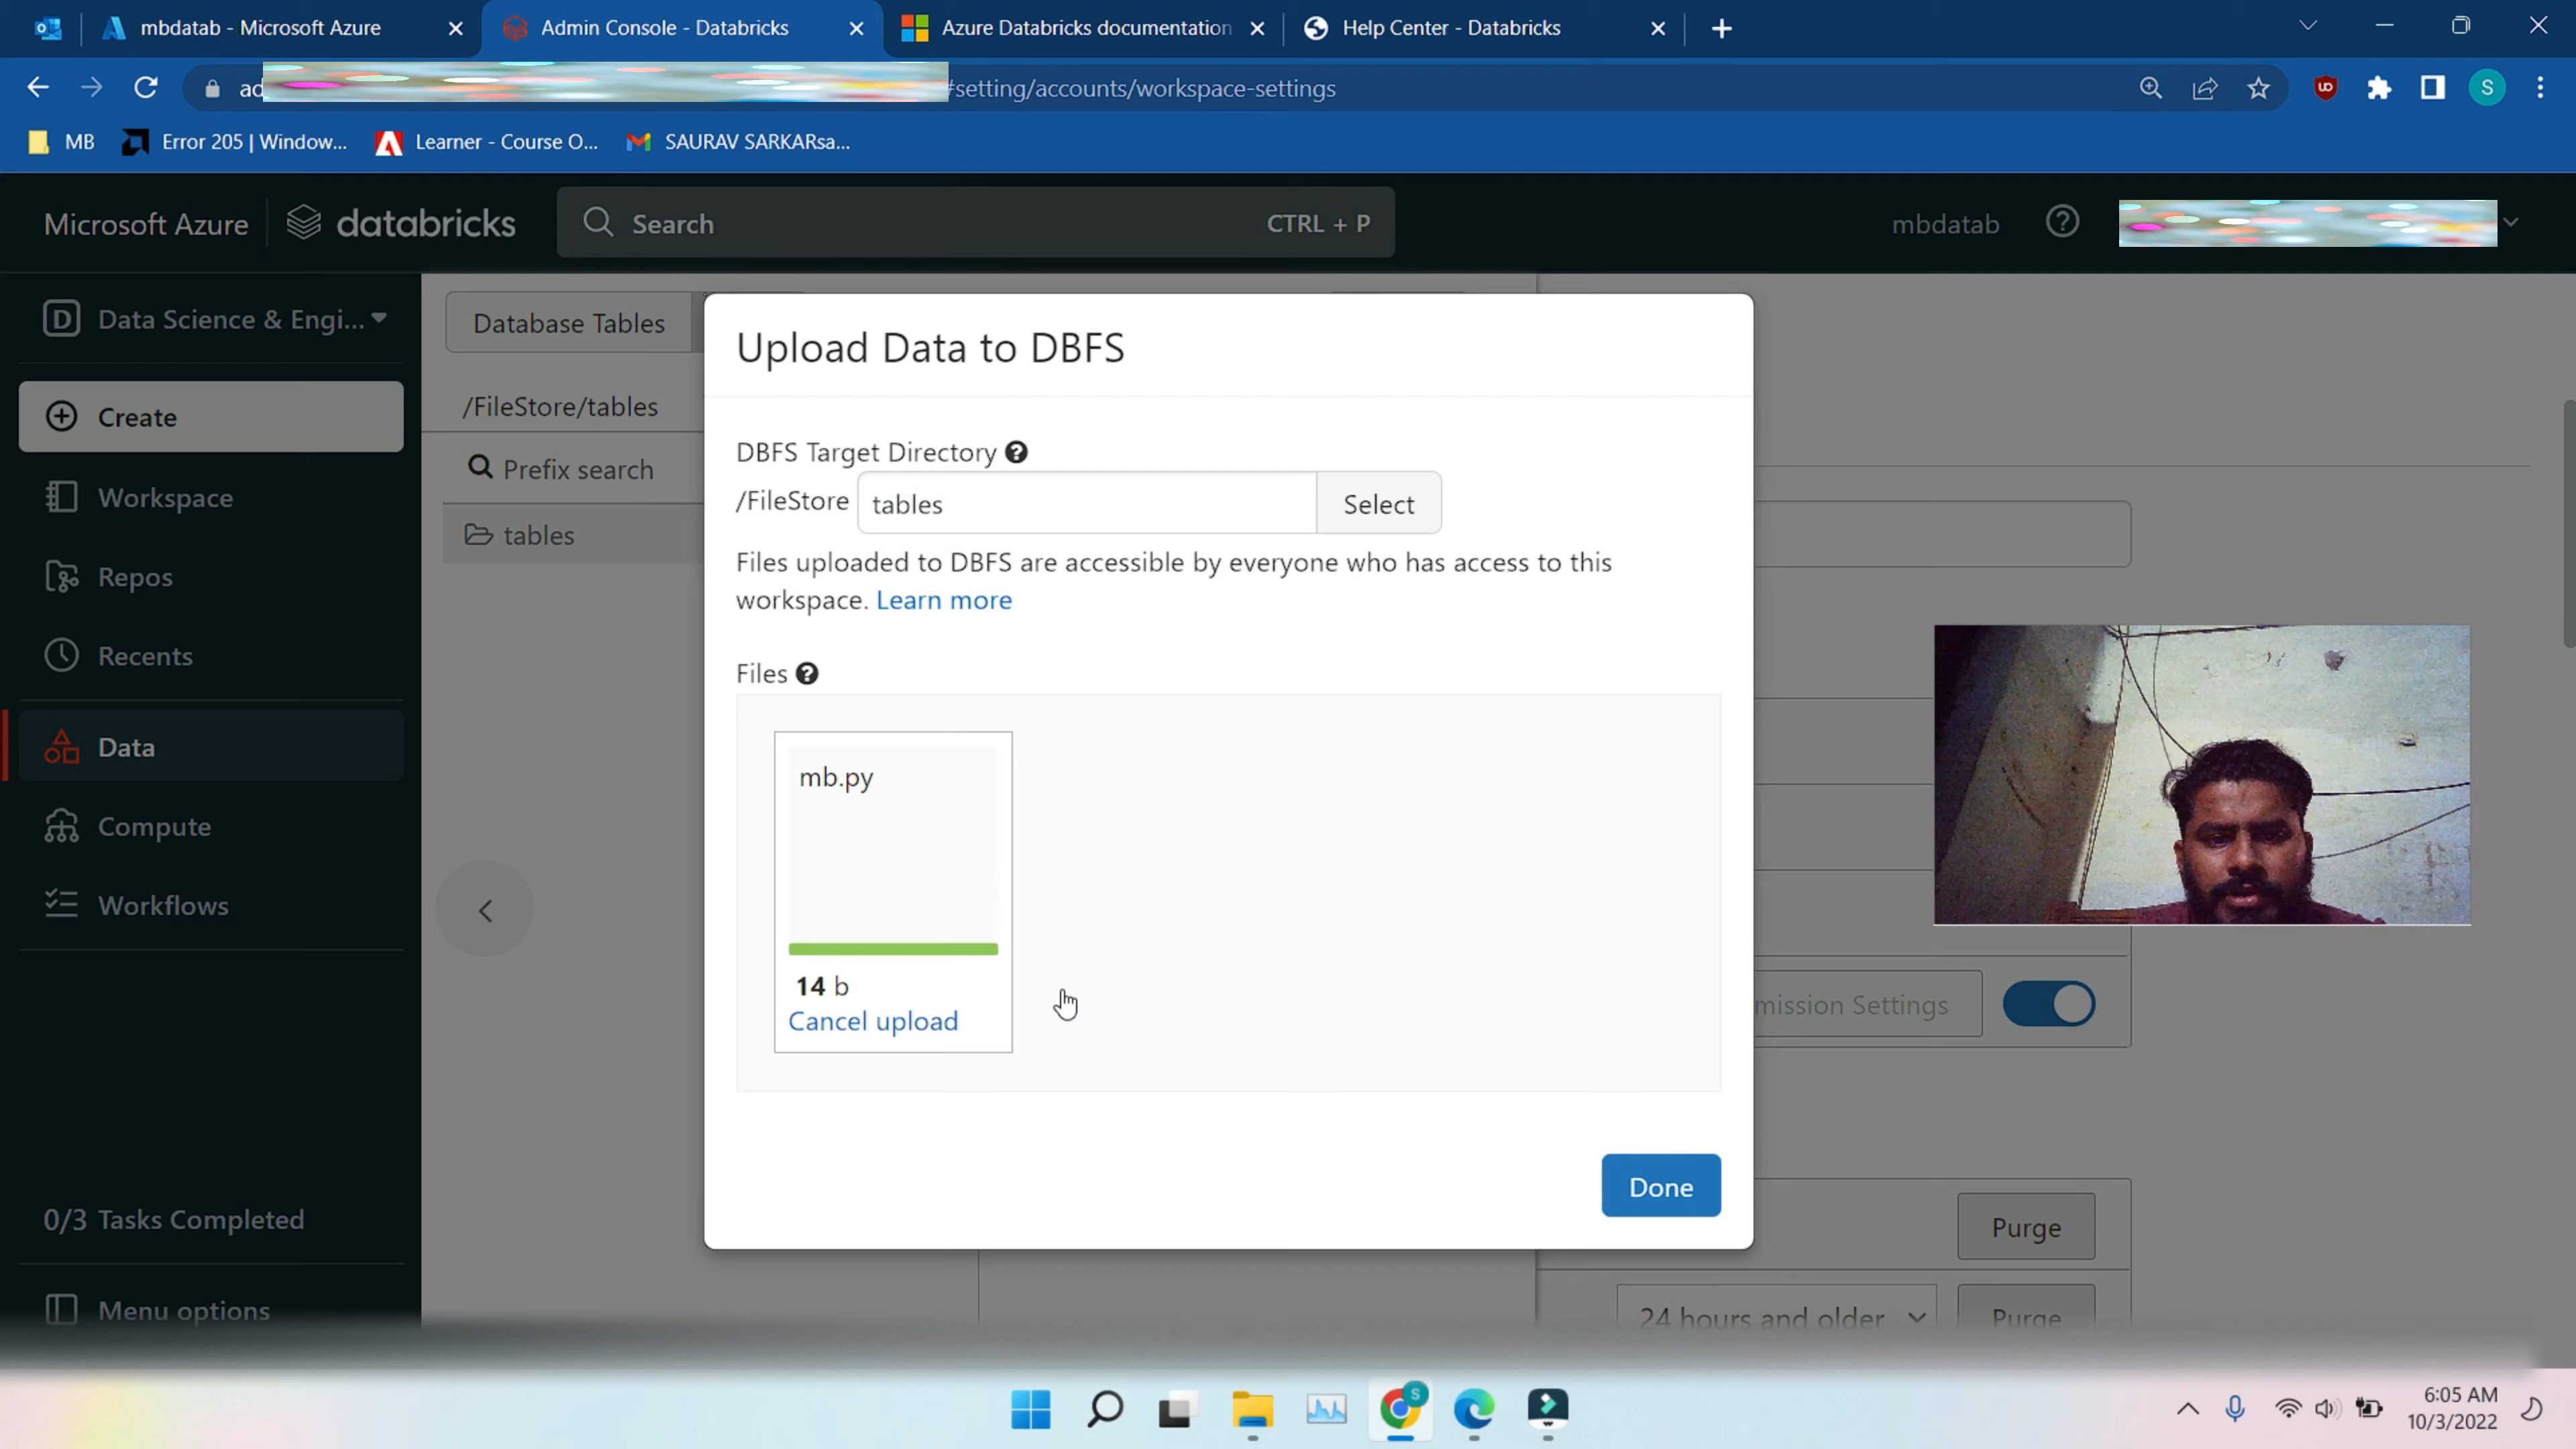 mbdatab - Microsoft Azure
Admin Console - Databricks
Azure Databricks documentation
Help Center - Databricks
ad
#setting/accounts/workspace-settings
S
MB
Error 205 | Window...
Learner - Course O...
SAURAV SARKARsa...
Microsoft Azure
databricks
Search
CTRL + P
mbdatab
D
Data Science & Engi...
Create
Workspace
Repos
Recents
Data
Compute
Workflows
0/3 Tasks Completed
Menu options
Database Tables
/FileStore/tables
Prefix search
tables
Upload Data to DBFS
DBFS Target Directory
/FileStore
tables
Select
Files uploaded to DBFS are accessible by everyone who has access to this
workspace. Learn more
Files
mb.py
14 b
Cancel upload
Done
mission Settings
Purge
24 hours and older
Purge
S
6:05 AM
10/3/2022